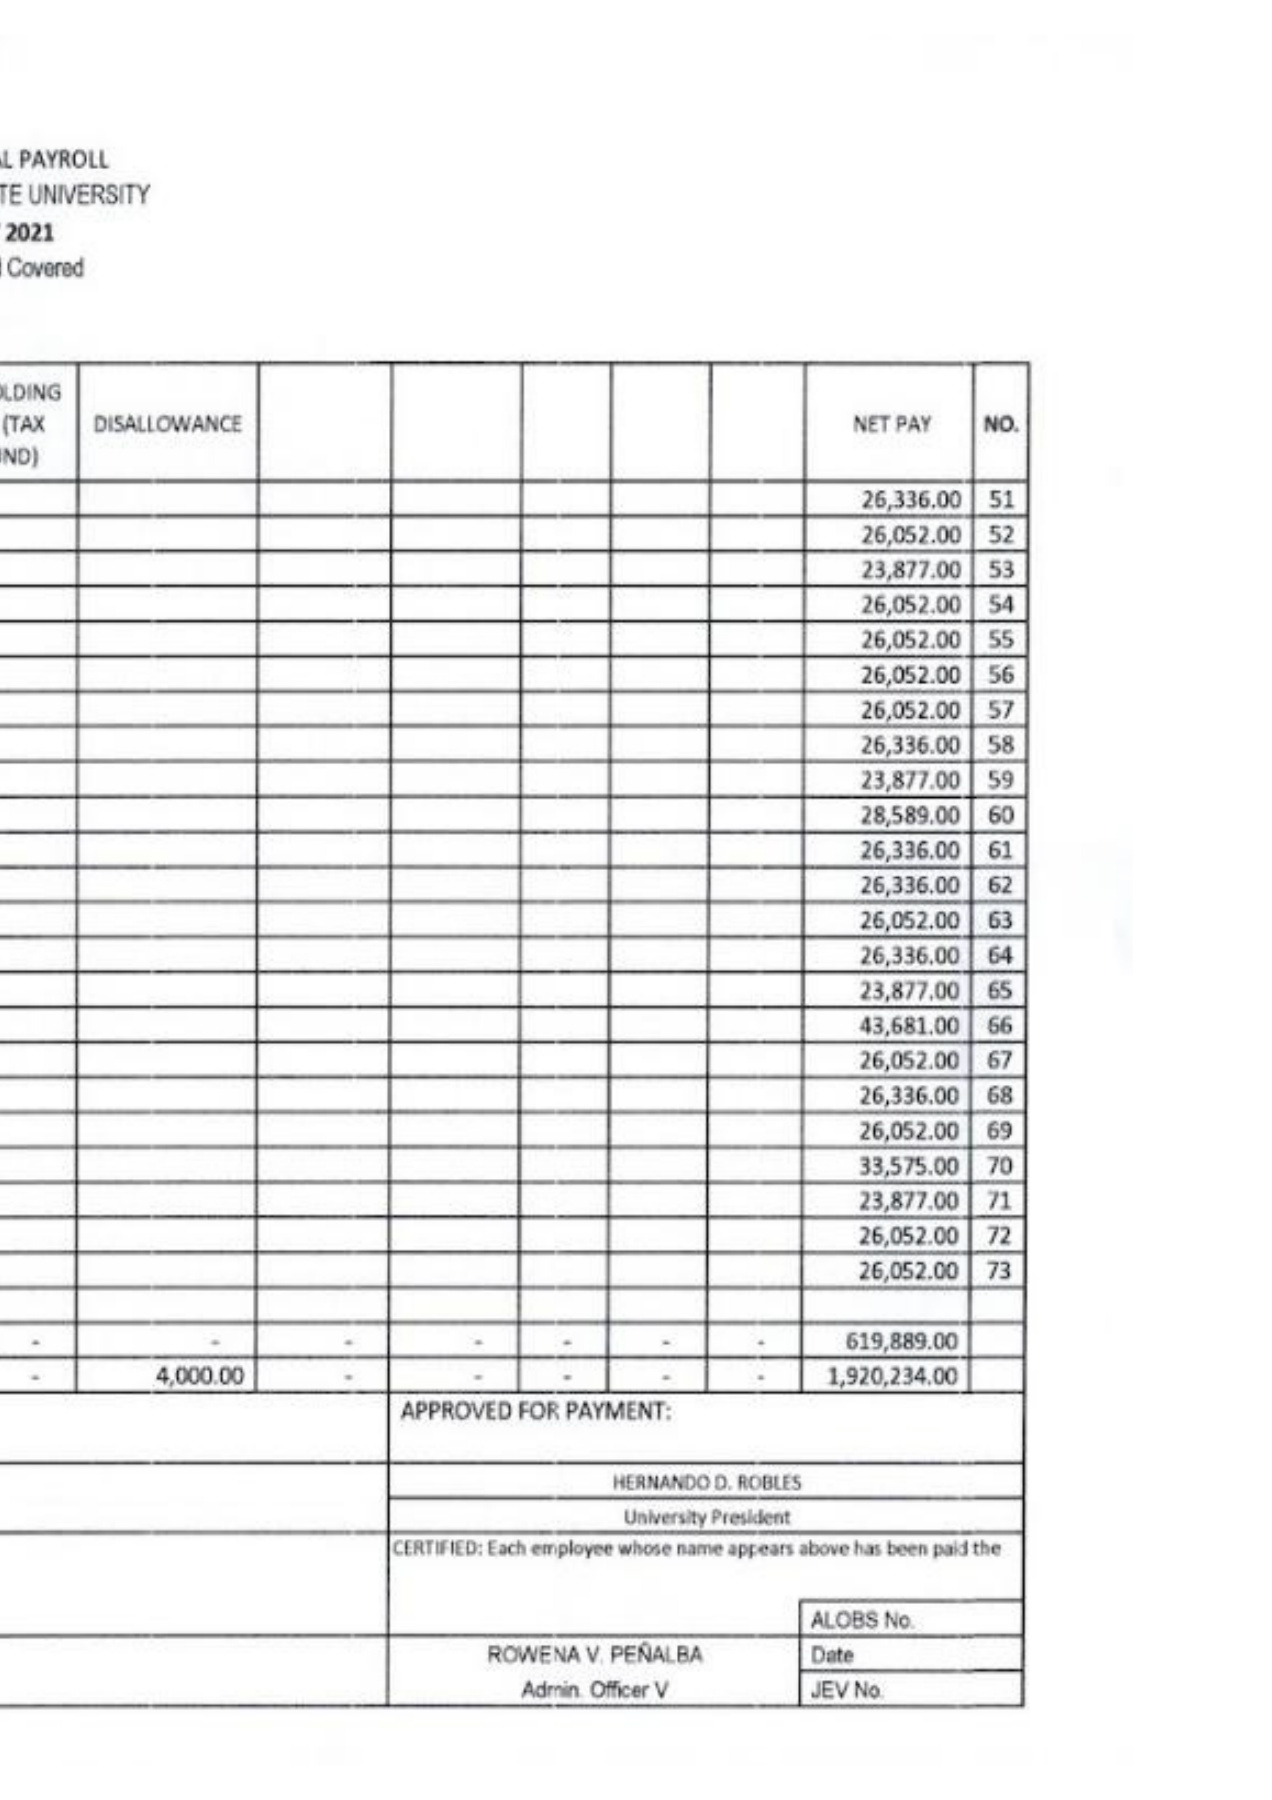 AL PAYROLL
TE UNIVERSITY
2021
Covered
OLDING
(TAX
UND)
DISALLOWANCE
NET PAY
NO.
26,336.00 51
26,052.00 52
23,877.00 53
26,052.00 54
26,052.00 55
26,052.00 56
26,052.00 57
26,336.00 58
23,877.00 59
28,589.00 60
26,336.00 61
26,336.00 62
26,052.00 63
26,336.00 64
23,877.00 65
43,681.00 66
26,052.00 67
26,336.00 68
26,052.00 69
33,575.00 70
23,877.00 71
26,052.00 72
26,052.00 73
- - - - - - - 619,889.00
- 4,000.00 - - - - - 1,920,234.00
APPROVED FOR PAYMENT:
HERNANDO D. ROBLES
University President
CERTIFIED: Each employee whose name appears above has been paid the
ALOBS No.
ROWENA V. PEÑALBA Date
Admin. Officer V JEV No.